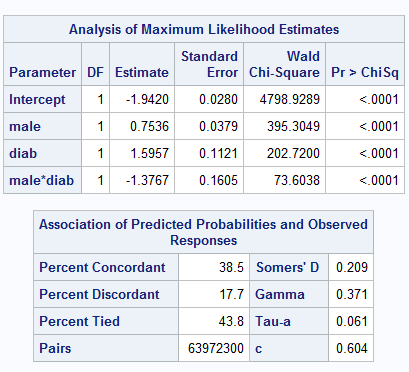 Analysis of Maximum Likelihood Estimates
Parameter DF Estimate Standard Error Wald Chi-Square Pr > ChiSq
Intercept 1 -1.9420 0.0280 4798.9289 <.0001
male 1 0.7536 0.0379 395.3049 <.0001
diab 1 1.5957 0.1121 202.7200 <.0001
male*diab 1 -1.3767 0.1605 73.6038 <.0001
Association of Predicted Probabilities and Observed
Responses
Percent Concordant 38.5 Somers' D 0.209
Percent Discordant 17.7 Gamma 0.371
Percent Tied 43.8 Tau-a 0.061
Pairs 63972300 c 0.604